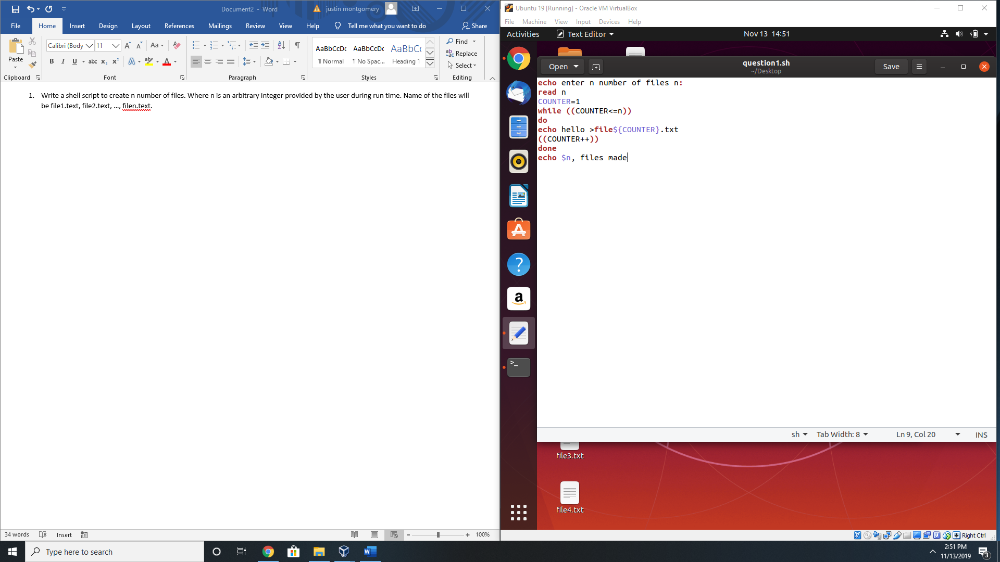 Document2 - Word
justin montgomery
File Home Insert Design Layout References Mailings Review View Help Tell me what you want to do Share
Paste
Calibri (Body 11
Aa
B I U abc x₂ x² A ab A
AaBbCcDc AaBbCcDc AaBbCc
¶ Normal ¶ No Spac... Heading 1
Find
Replace
Select
Clipboard Font Paragraph Styles Editing
1. Write a shell script to create n number of files. Where n is an arbitrary integer provided by the user during run time. Name of the files will
be file1.text, file2.text, ..., filen.text.
34 words Insert 100%
Ubuntu 19 [Running] - Oracle VM VirtualBox
File Machine View Input Devices Help
Activities Text Editor Nov 13 14:51
Open question1.sh Save
~/Desktop
echo enter n number of files n:
read n
COUNTER=1
while ((COUNTER<=n))
do
echo hello >file${COUNTER}.txt
((COUNTER++))
done
echo $n, files made
sh Tab Width: 8 Ln 9, Col 20 INS
file3.txt
file4.txt
Right Ctrl
Type here to search
2:51 PM
11/13/2019
3